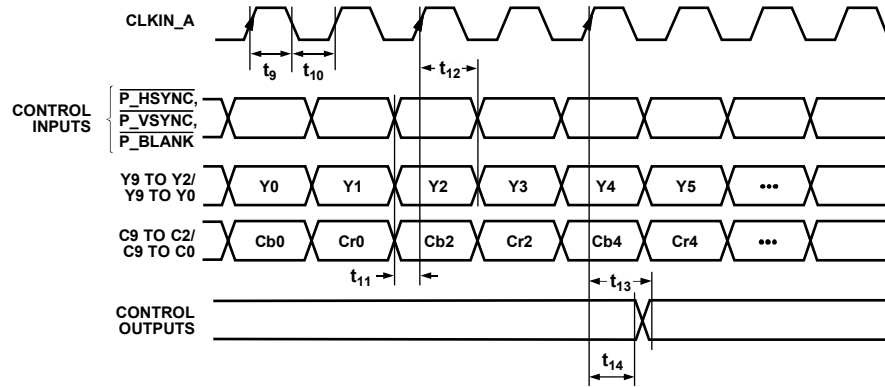 CLKIN_A
t9
t10
t12
CONTROL
INPUTS
P_HSYNC,
P_VSYNC,
P_BLANK
Y9 TO Y2/
Y9 TO Y0
Y0
Y1
Y2
Y3
Y4
Y5
•••
C9 TO C2/
C9 TO C0
Cb0
Cr0
Cb2
Cr2
Cb4
Cr4
•••
t11
t13
CONTROL
OUTPUTS
t14